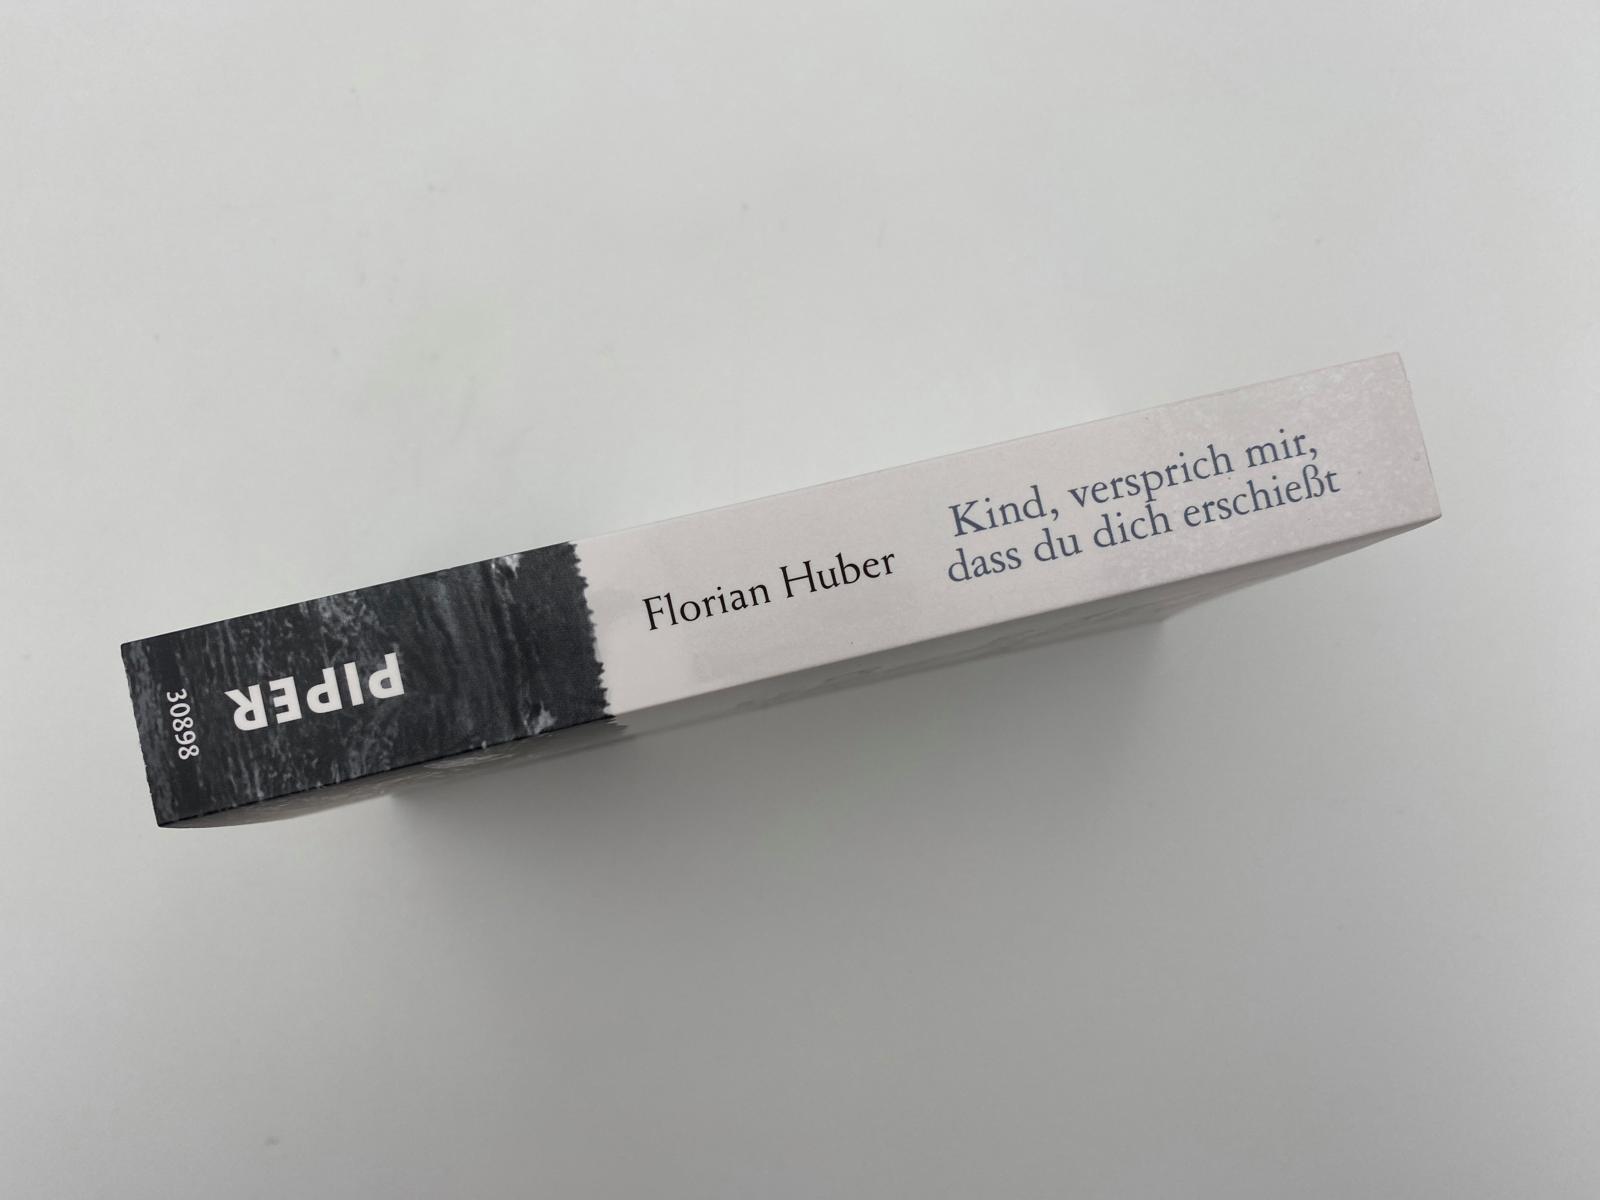 Florian Huber
Kind, versprich mir,
dass du dich erschießt
PIPER
30898